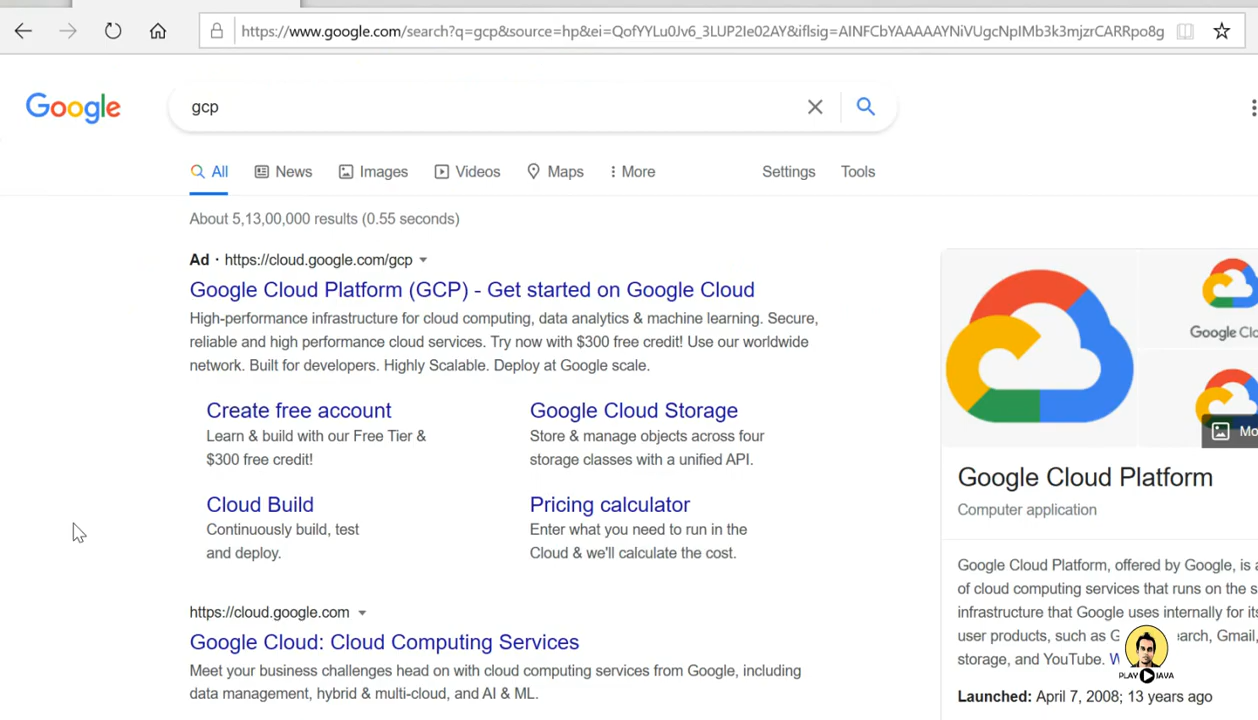 https://www.google.com/search?q=gcp&source=hp&ei=QofYYLu0Jv6_3LUP2Ie02AY&iflsig=AINFCbYAAAAAYNiVUgcNpIMb3k3mjzrCARRpo8g
Google
gcp
All News Images Videos Maps More Settings Tools
About 5,13,00,000 results (0.55 seconds)
Ad · https://cloud.google.com/gcp
Google Cloud Platform (GCP) - Get started on Google Cloud
High-performance infrastructure for cloud computing, data analytics & machine learning. Secure,
reliable and high performance cloud services. Try now with $300 free credit! Use our worldwide
network. Built for developers. Highly Scalable. Deploy at Google scale.
Create free account
Learn & build with our Free Tier &
$300 free credit!
Google Cloud Storage
Store & manage objects across four
storage classes with a unified API.
Cloud Build
Continuously build, test
and deploy.
Pricing calculator
Enter what you need to run in the
Cloud & we'll calculate the cost.
https://cloud.google.com
Google Cloud: Cloud Computing Services
Meet your business challenges head on with cloud computing services from Google, including
data management, hybrid & multi-cloud, and AI & ML.
Google Clo
Mo
Google Cloud Platform
Computer application
Google Cloud Platform, offered by Google, is a
of cloud computing services that runs on the s
infrastructure that Google uses internally for its
user products, such as G earch, Gmail,
storage, and YouTube. W
PLAY JAVA
Launched: April 7, 2008; 13 years ago